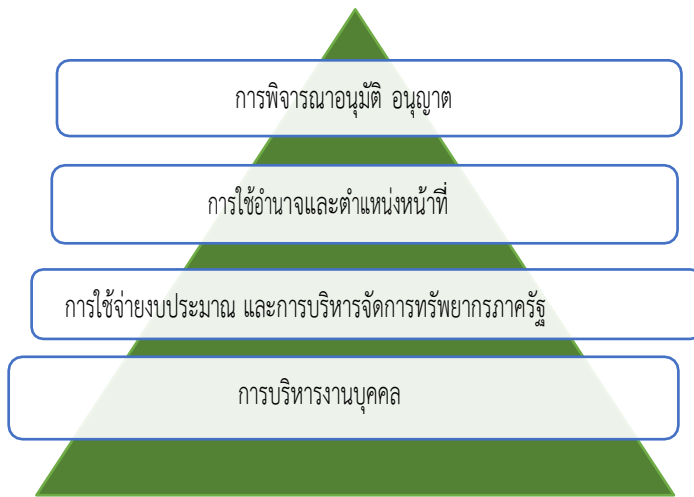 การพิจารณาอนุมัติ อนุญาต
การใช้อำนาจและตำแหน่งหน้าที่
การใช้จ่ายงบประมาณ และการบริหารจัดการทรัพยากรภาครัฐ
การบริหารงานบุคคล